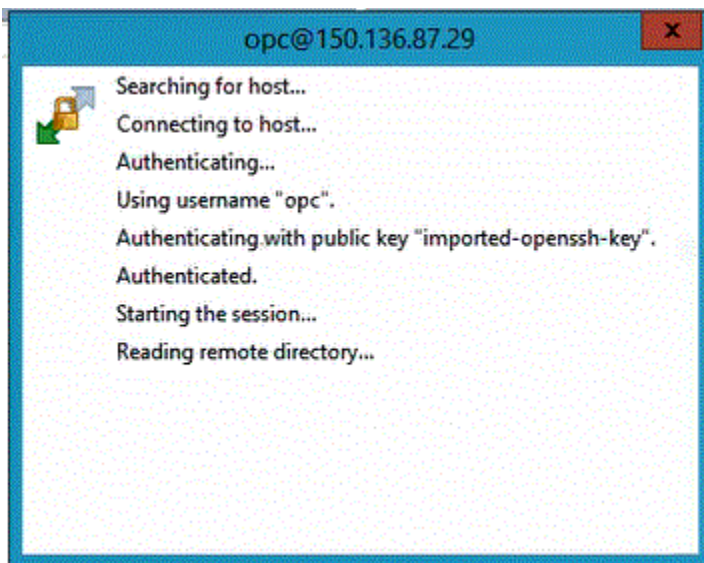 opc@150.136.87.29
x
Searching for host...
Connecting to host...
Authenticating...
Using username "opc".
Authenticating with public key "imported-openssh-key".
Authenticated.
Starting the session...
Reading remote directory...